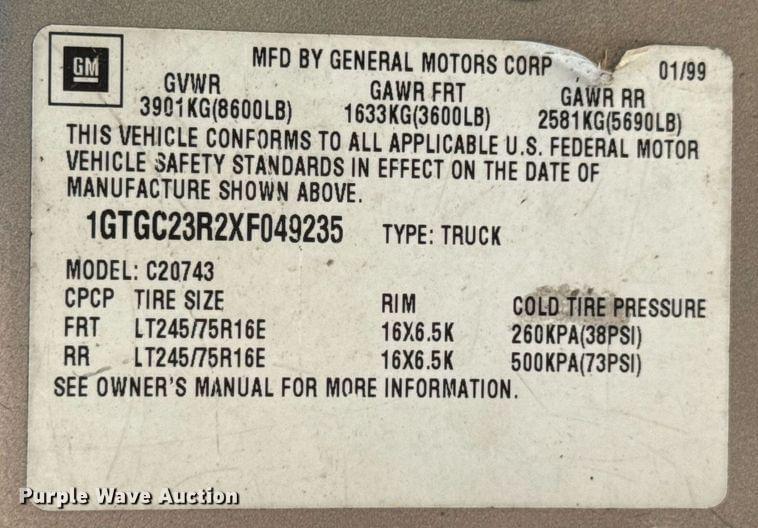 GM
MFD BY GENERAL MOTORS CORP 01/99
GVWR GAWR FRT GAWR RR
3901KG(8600LB) 1633KG(3600LB) 2581KG(5690LB)
THIS VEHICLE CONFORMS TO ALL APPLICABLE U.S. FEDERAL MOTOR
VEHICLE SAFETY STANDARDS IN EFFECT ON THE DATE OF
MANUFACTURE SHOWN ABOVE.
1GTGC23R2XF049235 TYPE: TRUCK
MODEL: C20743
CPCP TIRE SIZE RIM COLD TIRE PRESSURE
FRT LT245/75R16E 16X6.5K 260KPA(38PSI)
RR LT245/75R16E 16X6.5K 500KPA(73PSI)
SEE OWNER'S MANUAL FOR MORE INFORMATION.
Purple Wave Auction